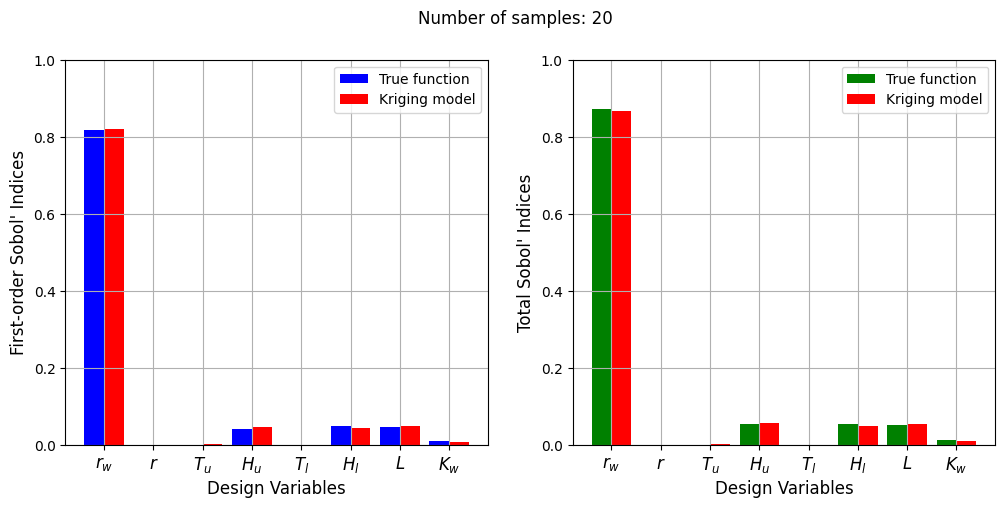 Number of samples: 20
First-order Sobol' Indices
1.0
0.8
0.6
0.4
0.2
0.0
True function
Kriging model
r_w r T_u H_u T_l H_l L K_w
Design Variables
Total Sobol' Indices
1.0
0.8
0.6
0.4
0.2
0.0
True function
Kriging model
r_w r T_u H_u T_l H_l L K_w
Design Variables